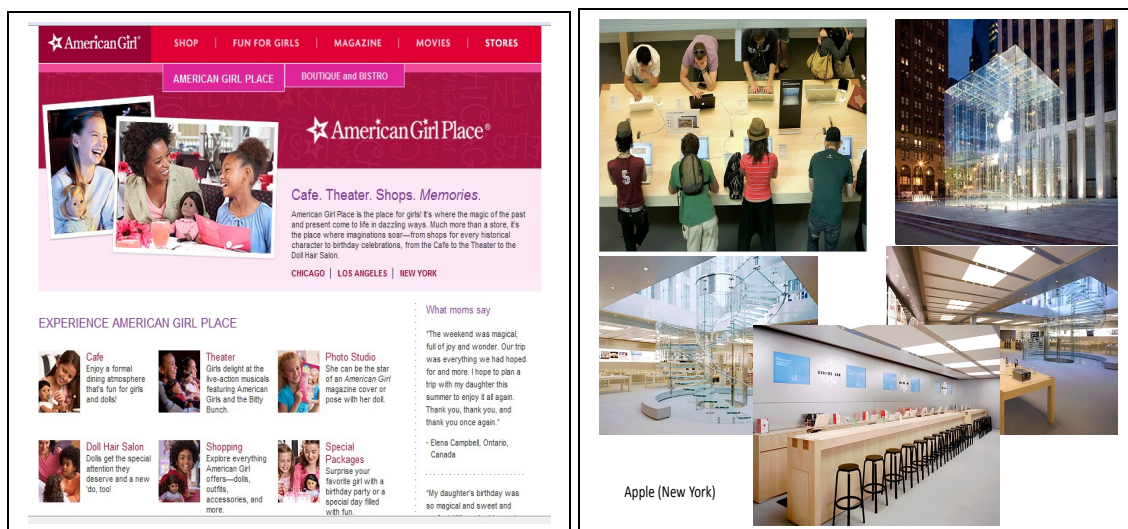 American Girl®
SHOP | FUN FOR GIRLS | MAGAZINE | MOVIES | STORES
AMERICAN GIRL PLACE
BOUTIQUE and BISTRO
American Girl Place®
Cafe. Theater. Shops. Memories.
American Girl Place is the place for girls! It's where the magic of the past
and present come to life in dazzling ways. Much more than a store, it's
the place where imaginations soar—from shops for every historical
character to birthday celebrations, from the Cafe to the Theater to the
Doll Hair Salon.
CHICAGO | LOS ANGELES | NEW YORK
EXPERIENCE AMERICAN GIRL PLACE
Cafe
Enjoy a formal
dining atmosphere
that's fun for girls
and dolls!
Theater
Girls delight at the
live-action musicals
featuring American
Girls and the Bitty
Bunch.
Photo Studio
She can be the star
of an American Girl
magazine cover or
pose with her doll.
Doll Hair Salon
Dolls get the special
attention they
deserve and a new
'do, too!
Shopping
Explore everything
American Girl
offers—dolls,
outfits,
accessories, and
more.
Special
Packages
Surprise your
favorite girl with a
birthday party or a
special day filled
with fun.
What moms say
"The weekend was magical,
full of joy and wonder. Our trip
was everything we had hoped
for and more. I hope to plan a
trip with my daughter this
summer to enjoy it all again.
Thank you, thank you, and
thank you once again."
- Elena Campbell, Ontario,
Canada
"My daughter's birthday was
so magical and sweet and
5
GENIUS BAR
Apple (New York)